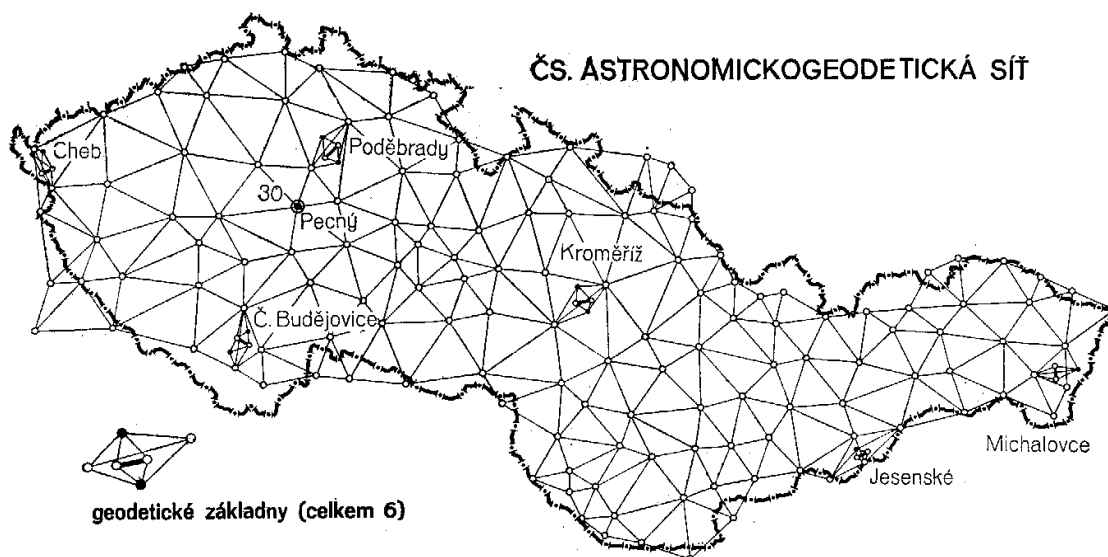 ČS. ASTRONOMICKOGEODETICKÁ SÍŤ
Cheb
Poděbrady
30
Pecný
Kroměříž
Č. Budějovice
Michalovce
Jesenské
geodetické základny (celkem 6)